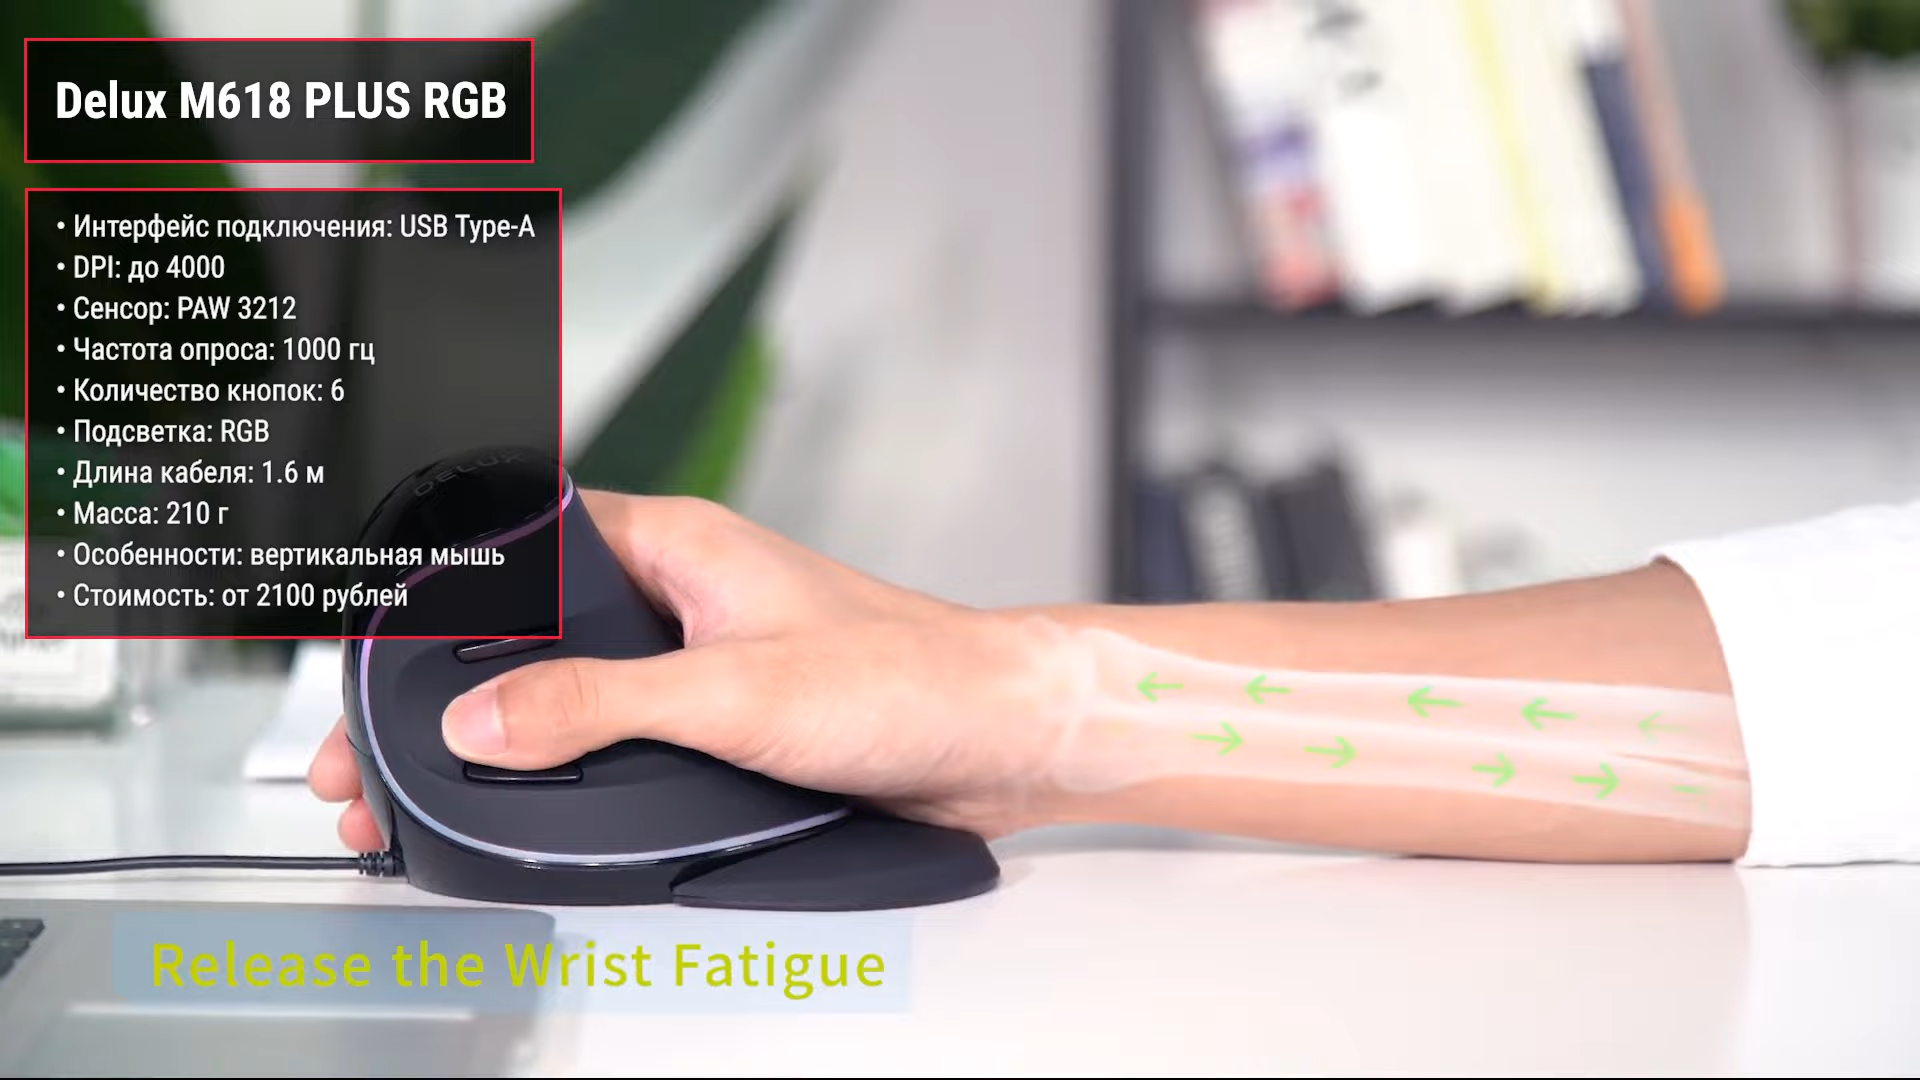 Delux M618 PLUS RGB
• Интерфейс подключения: USB Type-A
• DPI: до 4000
• Сенсор: PAW 3212
• Частота опроса: 1000 гц
• Количество кнопок: 6
• Подсветка: RGB
• Длина кабеля: 1.6 м
• Масса: 210 г
• Особенности: вертикальная мышь
• Стоимость: от 2100 рублей
DELUX
Release the Wrist Fatigue